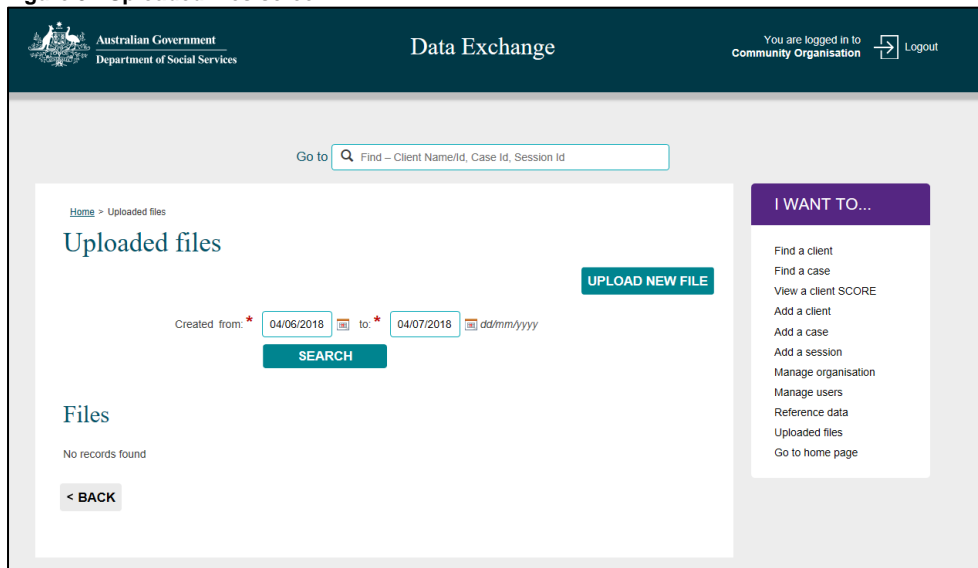 Australian Government
Department of Social Services
Data Exchange
You are logged in to
Community Organisation
Logout
Go to
Find – Client Name/Id, Case Id, Session Id
Home > Uploaded files
Uploaded files
UPLOAD NEW FILE
Created from:* 04/06/2018 to:* 04/07/2018 dd/mm/yyyy
SEARCH
Files
No records found
< BACK
I WANT TO...
Find a client
Find a case
View a client SCORE
Add a client
Add a case
Add a session
Manage organisation
Manage users
Reference data
Uploaded files
Go to home page